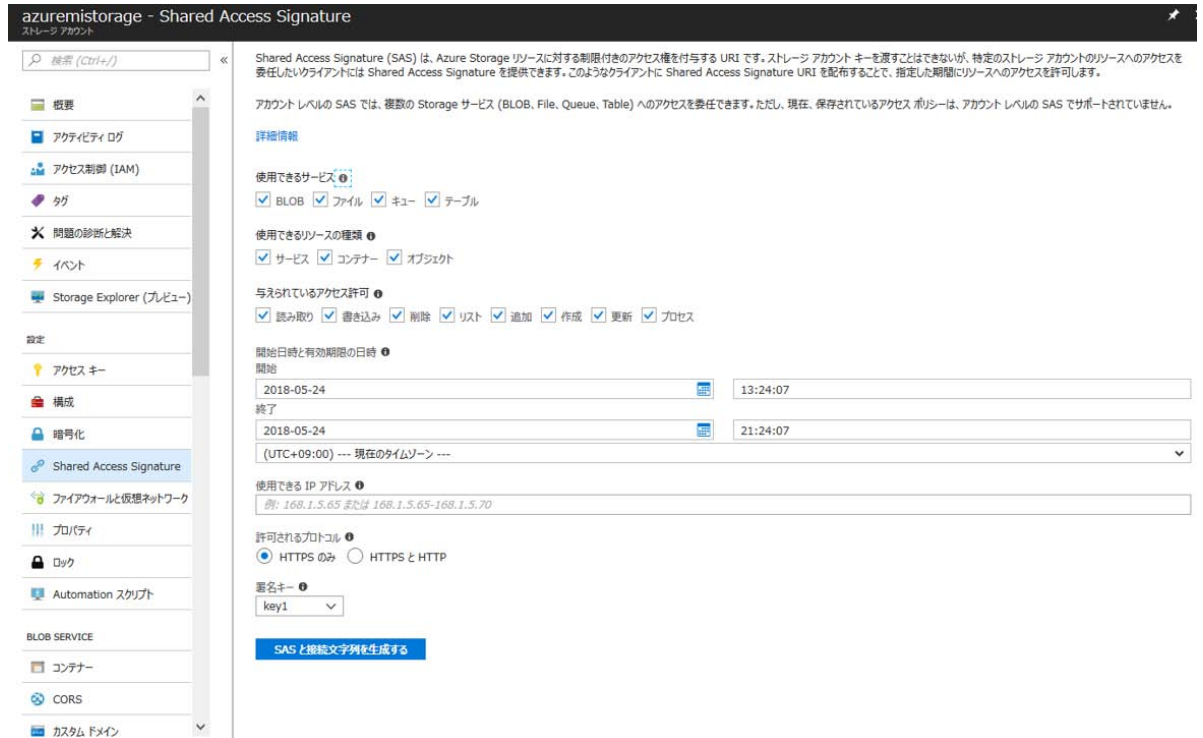 azuremistorage - Shared Access Signature
ストレージ アカウント
検索 (Ctrl+/)
«
概要
アクティビティ ログ
アクセス制御 (IAM)
タグ
問題の診断と解決
イベント
Storage Explorer (プレビュー)
設定
アクセス キー
構成
暗号化
Shared Access Signature
ファイアウォールと仮想ネットワーク
プロパティ
ロック
Automation スクリプト
BLOB SERVICE
コンテナー
CORS
カスタム ドメイン
Shared Access Signature (SAS) は、Azure Storage リソースに対する制限付きのアクセス権を付与する URI です。ストレージ アカウント キーを渡すことはできないが、特定のストレージ アカウントのリソースへのアクセスを
委任したいクライアントには Shared Access Signature を提供できます。このようなクライアントに Shared Access Signature URI を配布することで、指定した期間にリソースへのアクセスを許可します。
アカウント レベルの SAS では、複数の Storage サービス (BLOB、File、Queue、Table) へのアクセスを委任できます。ただし、現在、保存されているアクセス ポリシーは、アカウント レベルの SAS でサポートされていません。
詳細情報
使用できるサービス
BLOB ファイル キュー テーブル
使用できるリソースの種類
サービス コンテナー オブジェクト
与えられているアクセス許可
読み取り 書き込み 削除 リスト 追加 作成 更新 プロセス
開始日時と有効期限の日時
開始
2018-05-24 13:24:07
終了
2018-05-24 21:24:07
(UTC+09:00) --- 現在のタイムゾーン ---
使用できる IP アドレス
例: 168.1.5.65 または 168.1.5.65-168.1.5.70
許可されるプロトコル
HTTPS のみ HTTPS と HTTP
署名キー
key1
SAS と接続文字列を生成する